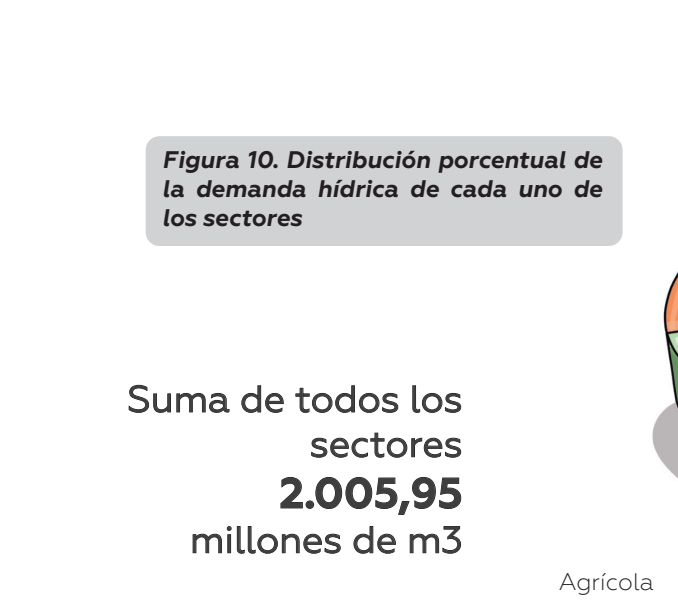 Figura 10. Distribución porcentual de
la demanda hídrica de cada uno de
los sectores
Suma de todos los
sectores
2.005,95
millones de m3
Agrícola